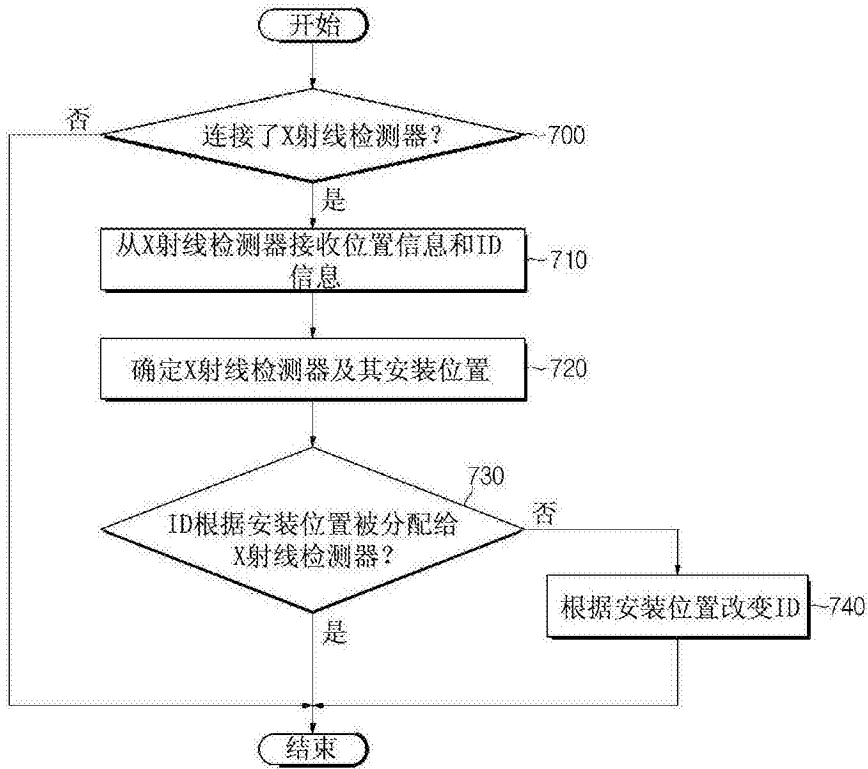 开始
否
连接了X射线检测器?
700
是
从X射线检测器接收位置信息和ID
信息
710
确定X射线检测器及其安装位置
720
730
ID根据安装位置被分配给
X射线检测器?
否
根据安装位置改变ID
740
是
结束